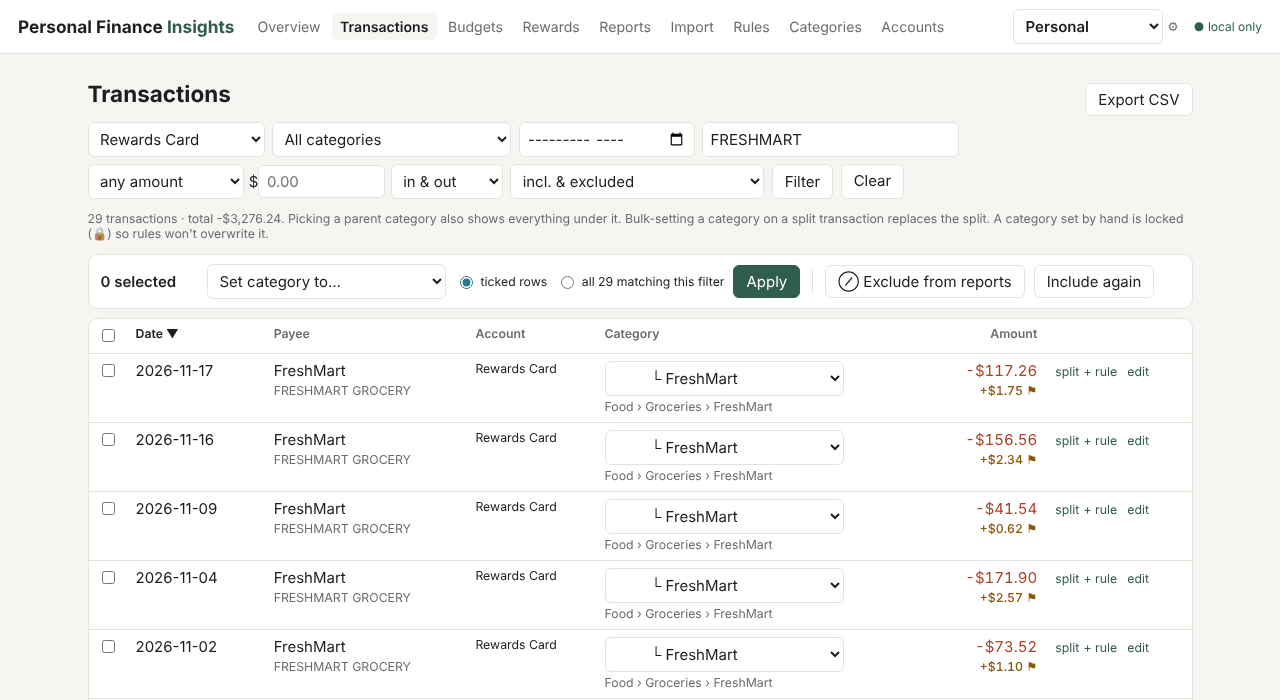 Personal Finance Insights Overview Transactions Budgets Rewards Reports Import Rules Categories Accounts Personal ⚙ ● local only
Transactions
Export CSV
Rewards Card All categories --------- ---- FRESHMART
any amount $ 0.00 in & out incl. & excluded Filter Clear
29 transactions · total -$3,276.24. Picking a parent category also shows everything under it. Bulk-setting a category on a split transaction replaces the split. A category set by hand is locked
(🔒) so rules won't overwrite it.
0 selected Set category to... ticked rows all 29 matching this filter Apply Exclude from reports Include again
Date ▼ Payee Account Category Amount
2026-11-17 FreshMart Rewards Card └ FreshMart -$117.26 split + rule edit
FRESHMART GROCERY +$1.75 ⚑
Food › Groceries › FreshMart
2026-11-16 FreshMart Rewards Card └ FreshMart -$156.56 split + rule edit
FRESHMART GROCERY +$2.34 ⚑
Food › Groceries › FreshMart
2026-11-09 FreshMart Rewards Card └ FreshMart -$41.54 split + rule edit
FRESHMART GROCERY +$0.62 ⚑
Food › Groceries › FreshMart
2026-11-04 FreshMart Rewards Card └ FreshMart -$171.90 split + rule edit
FRESHMART GROCERY +$2.57 ⚑
Food › Groceries › FreshMart
2026-11-02 FreshMart Rewards Card └ FreshMart -$73.52 split + rule edit
FRESHMART GROCERY +$1.10 ⚑
Food › Groceries › FreshMart